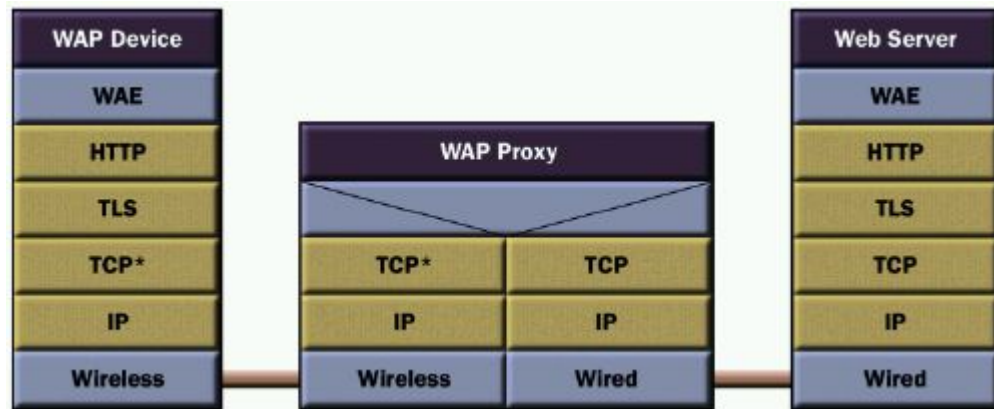 WAP Device
WAE
HTTP
TLS
TCP*
IP
Wireless
WAP Proxy
TCP* TCP
IP IP
Wireless Wired
Web Server
WAE
HTTP
TLS
TCP
IP
Wired